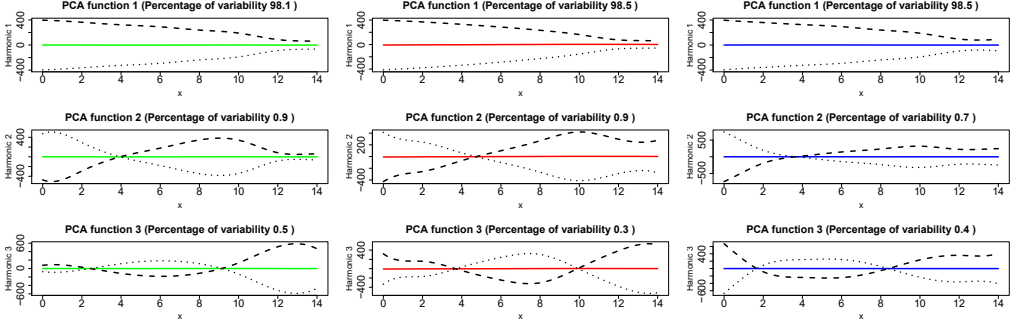 PCA function 1 (Percentage of variability 98.1 )
Harmonic 1
−400 0 400
0 2 4 6 8 10 12 14
x
PCA function 1 (Percentage of variability 98.5 )
Harmonic 1
−400 0 400
0 2 4 6 8 10 12 14
x
PCA function 1 (Percentage of variability 98.5 )
Harmonic 1
−400 0 400
0 2 4 6 8 10 12 14
x
PCA function 2 (Percentage of variability 0.9 )
Harmonic 2
−400 0 400
0 2 4 6 8 10 12 14
x
PCA function 2 (Percentage of variability 0.9 )
Harmonic 2
−400 0 200
0 2 4 6 8 10 12 14
x
PCA function 2 (Percentage of variability 0.7 )
Harmonic 2
−500 0 500
0 2 4 6 8 10 12 14
x
PCA function 3 (Percentage of variability 0.5 )
Harmonic 3
−600 0 600
0 2 4 6 8 10 12 14
x
PCA function 3 (Percentage of variability 0.3 )
Harmonic 3
−400 0 400
0 2 4 6 8 10 12 14
x
PCA function 3 (Percentage of variability 0.4 )
Harmonic 3
−600 0 400
0 2 4 6 8 10 12 14
x